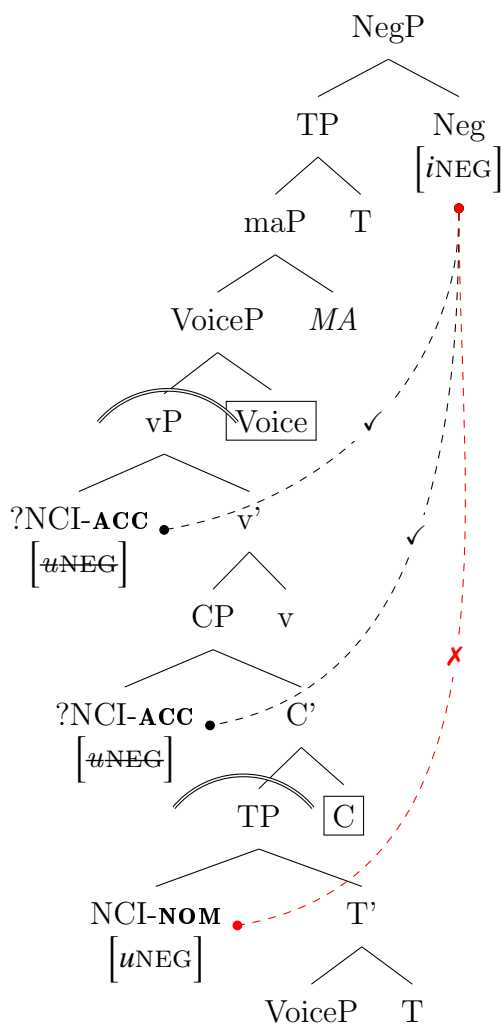 NegP
TP Neg
[iNEG]
maP T
VoiceP MA
✓
vP Voice
?NCI-ACC v'
[uNEG]
✓
CP v
✗
?NCI-ACC C'
[uNEG]
TP C
NCI-NOM T'
[uNEG]
VoiceP T